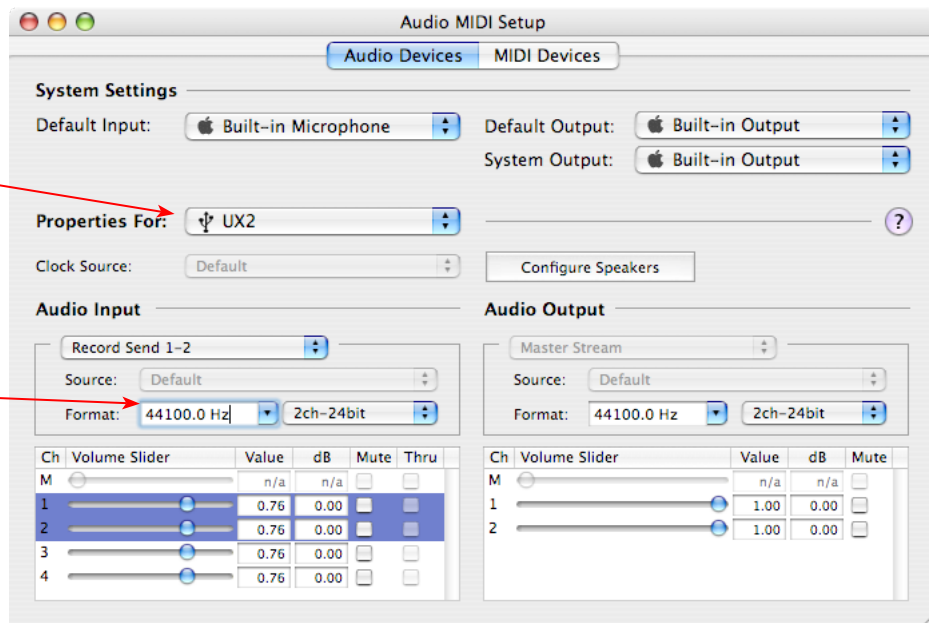 Audio MIDI Setup
Audio Devices MIDI Devices
System Settings
Default Input: Built-in Microphone
Default Output: Built-in Output
System Output: Built-in Output
Properties For: UX2
?
Clock Source: Default
Configure Speakers
Audio Input
Record Send 1-2
Source: Default
Format: 44100.0 Hz 2ch-24bit
Ch Volume Slider Value dB Mute Thru
M n/a n/a
1 0.76 0.00
2 0.76 0.00
3 0.76 0.00
4 0.76 0.00
Audio Output
Master Stream
Source: Default
Format: 44100.0 Hz 2ch-24bit
Ch Volume Slider Value dB Mute
M n/a n/a
1 1.00 0.00
2 1.00 0.00